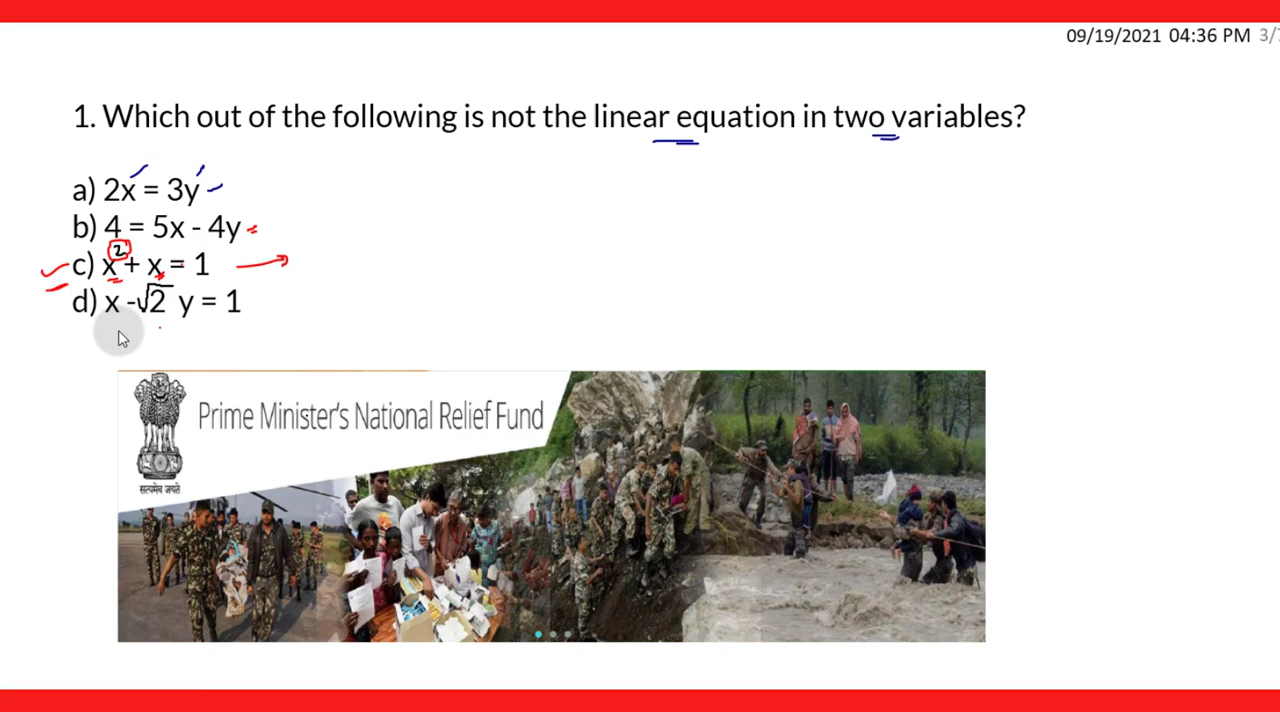 09/19/2021 04:36 PM 3/
1. Which out of the following is not the linear equation in two variables?
a) 2x = 3y
b) 4 = 5x - 4y
c) x² + x = 1
d) x -√2 y = 1
Prime Minister's National Relief Fund
सत्यमेव जयते